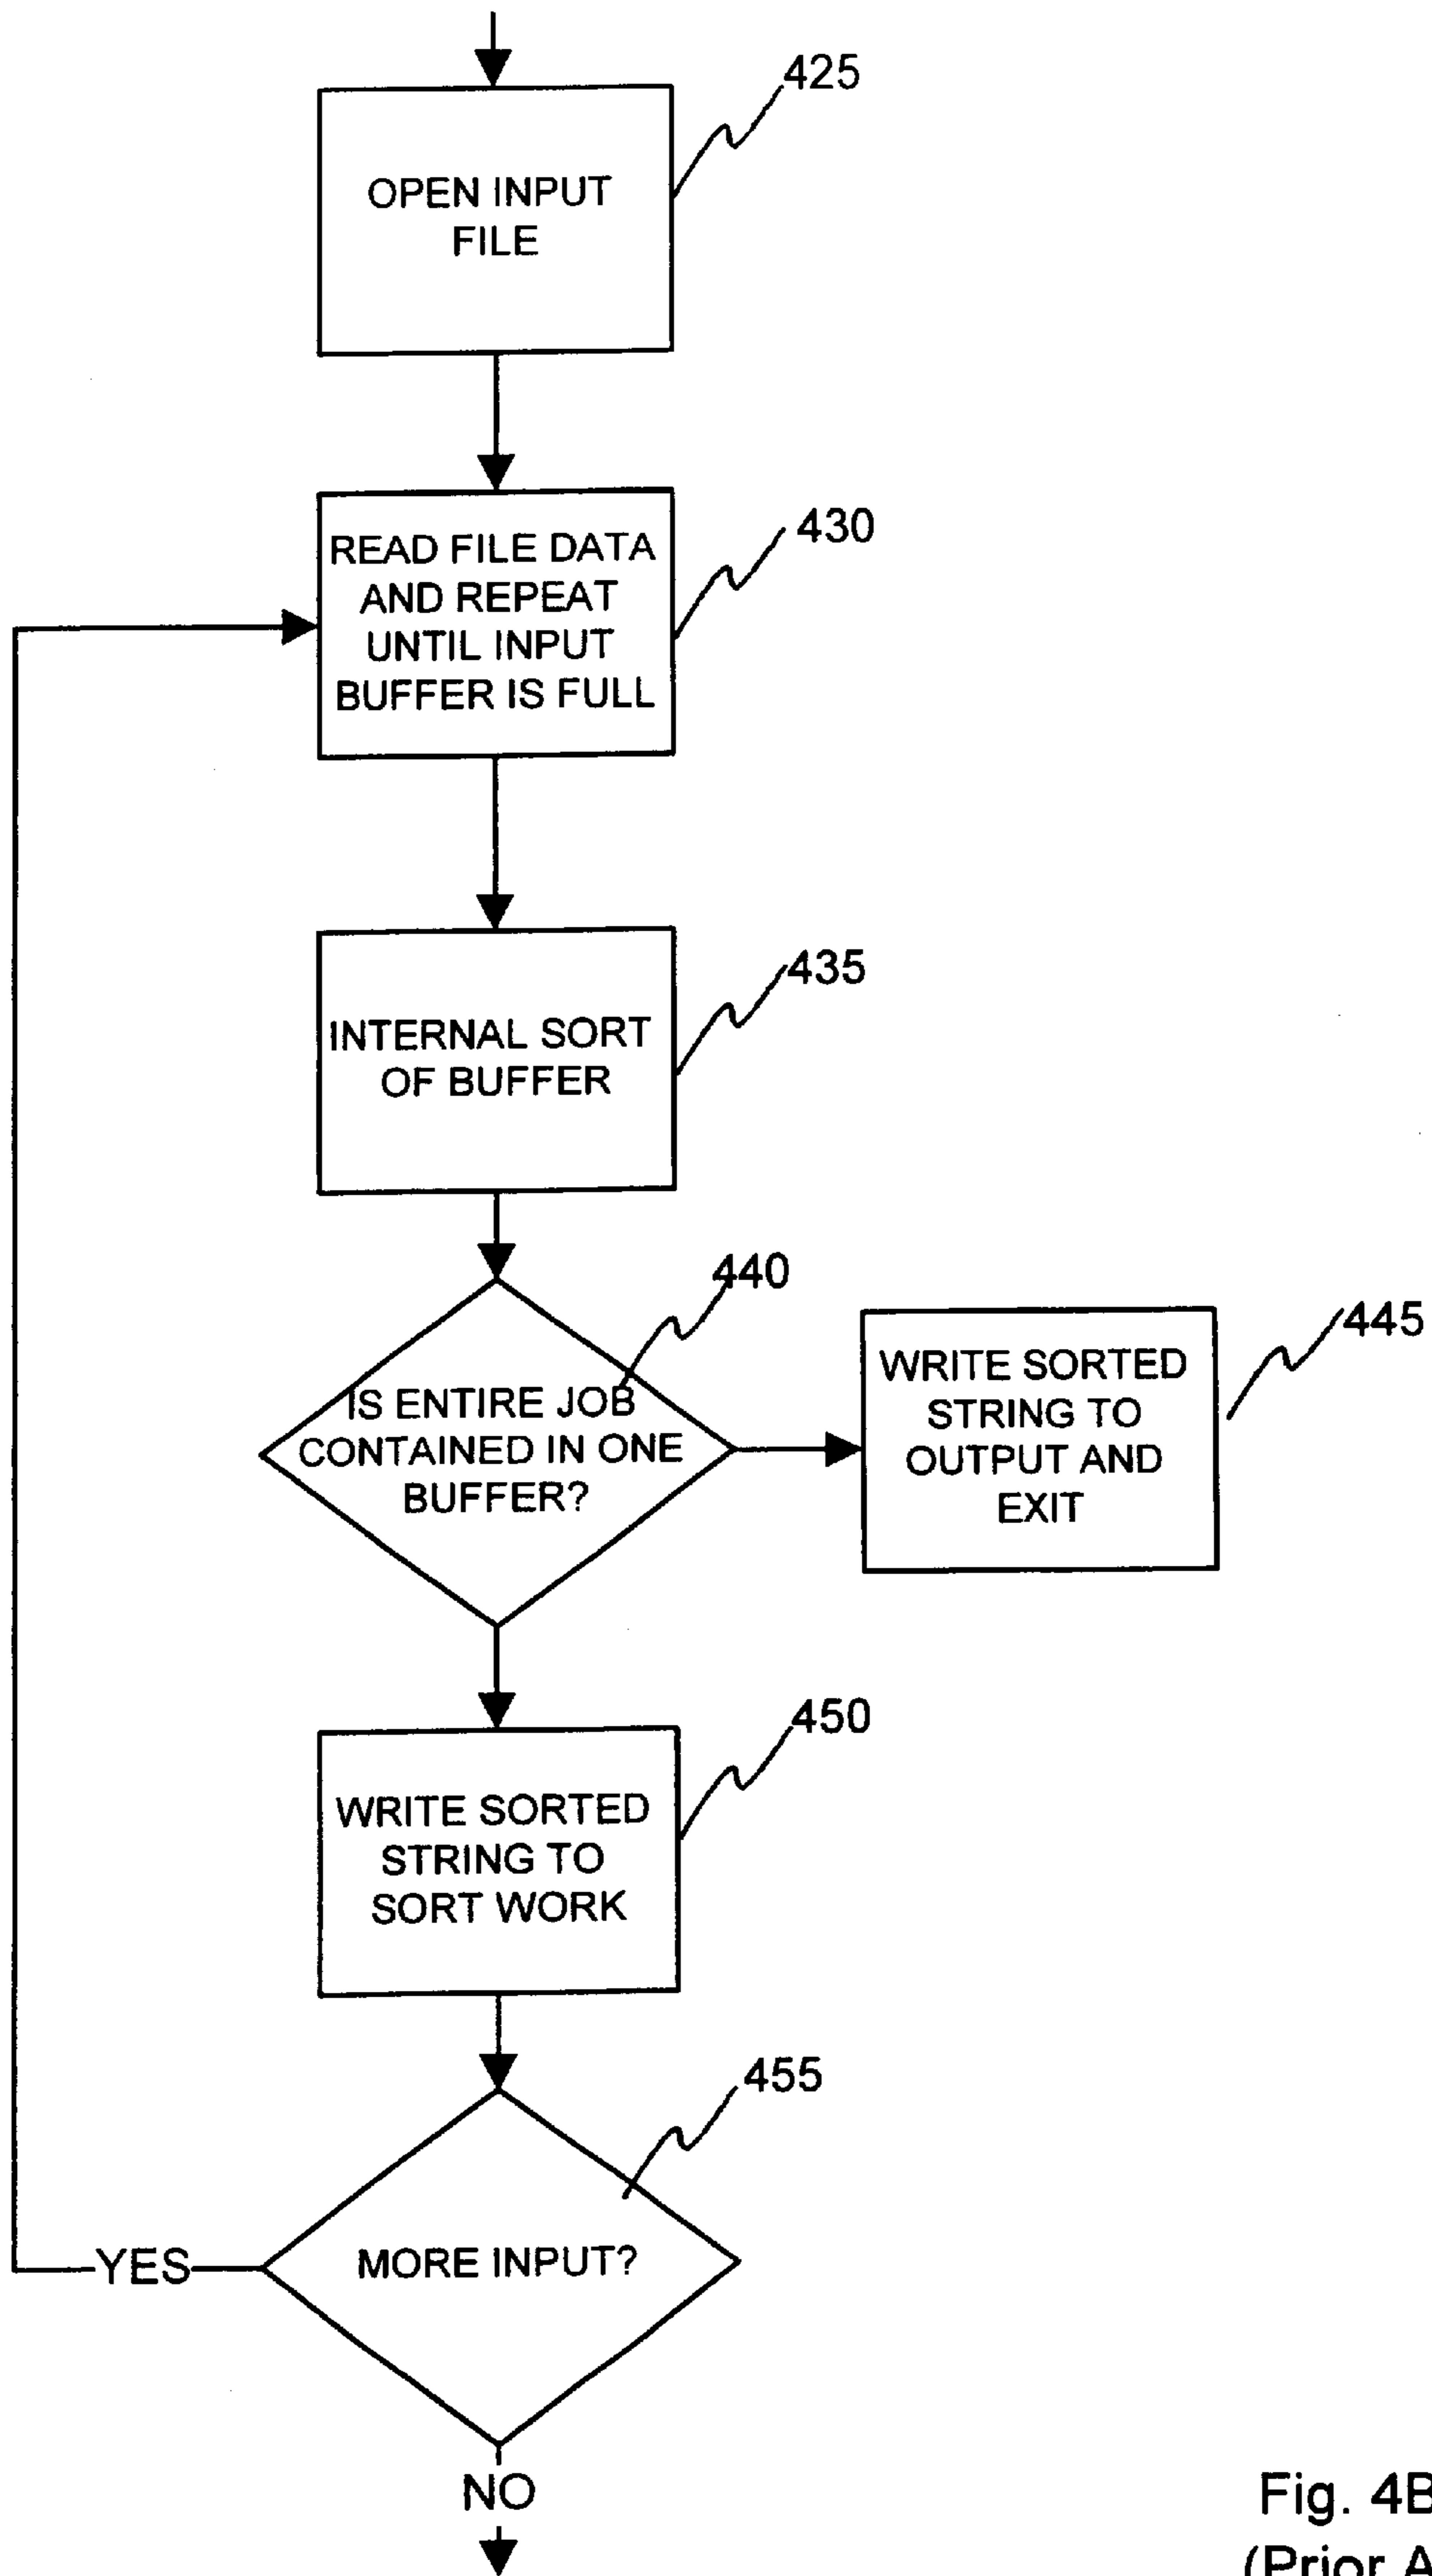 425
OPEN INPUT
FILE
430
READ FILE DATA
AND REPEAT
UNTIL INPUT
BUFFER IS FULL
435
INTERNAL SORT
OF BUFFER
440
IS ENTIRE JOB
CONTAINED IN ONE
BUFFER?
445
WRITE SORTED
STRING TO
OUTPUT AND
EXIT
450
WRITE SORTED
STRING TO
SORT WORK
455
MORE INPUT?
YES
NO
Fig. 4B
(Prior A